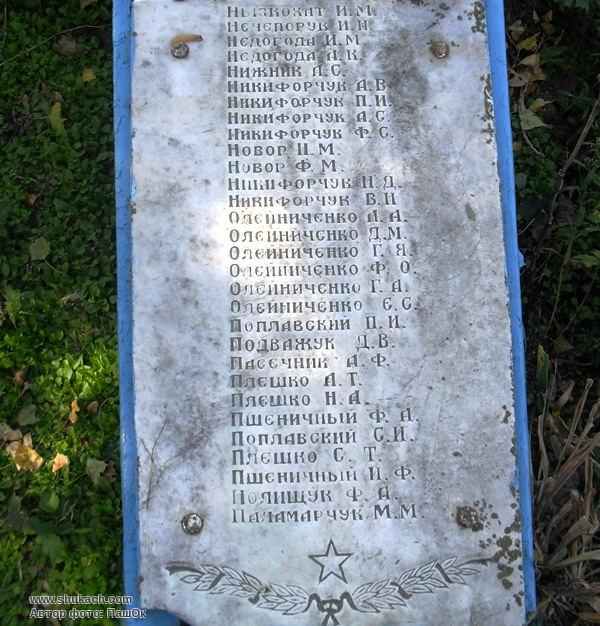 Нызкохат И.М.
Нечепорук И.Н.
Недогода И.М.
Недогода А.К.
Нижник А.С.
Никифорчук А.В
Никифорчук П.И.
Никифорчук А.С.
Никифорчук Ф.С.
Новор Н.М.
Новор Ф.М.
Никифорчук Н.Д.
Никифорчук В.Н
Олейниченко А.А.
Олейниченко Д.М.
Олейниченко Г.Я.
Олейниченко Ф.О.
Олейниченко Г.А.
Олейниченко Е.С.
Поплавский П.И.
Подважук Д.В.
Пасечник А.Ф.
Плешко А.Т.
Плешко Н.А.
Пшеничный Ф.А.
Поплавский С.И.
Плешко С.Т.
Пшеничный И.Ф.
Полищук Ф.А.
Паламарчук М.М.
www.shukach.com
Автор фото: ПашОк